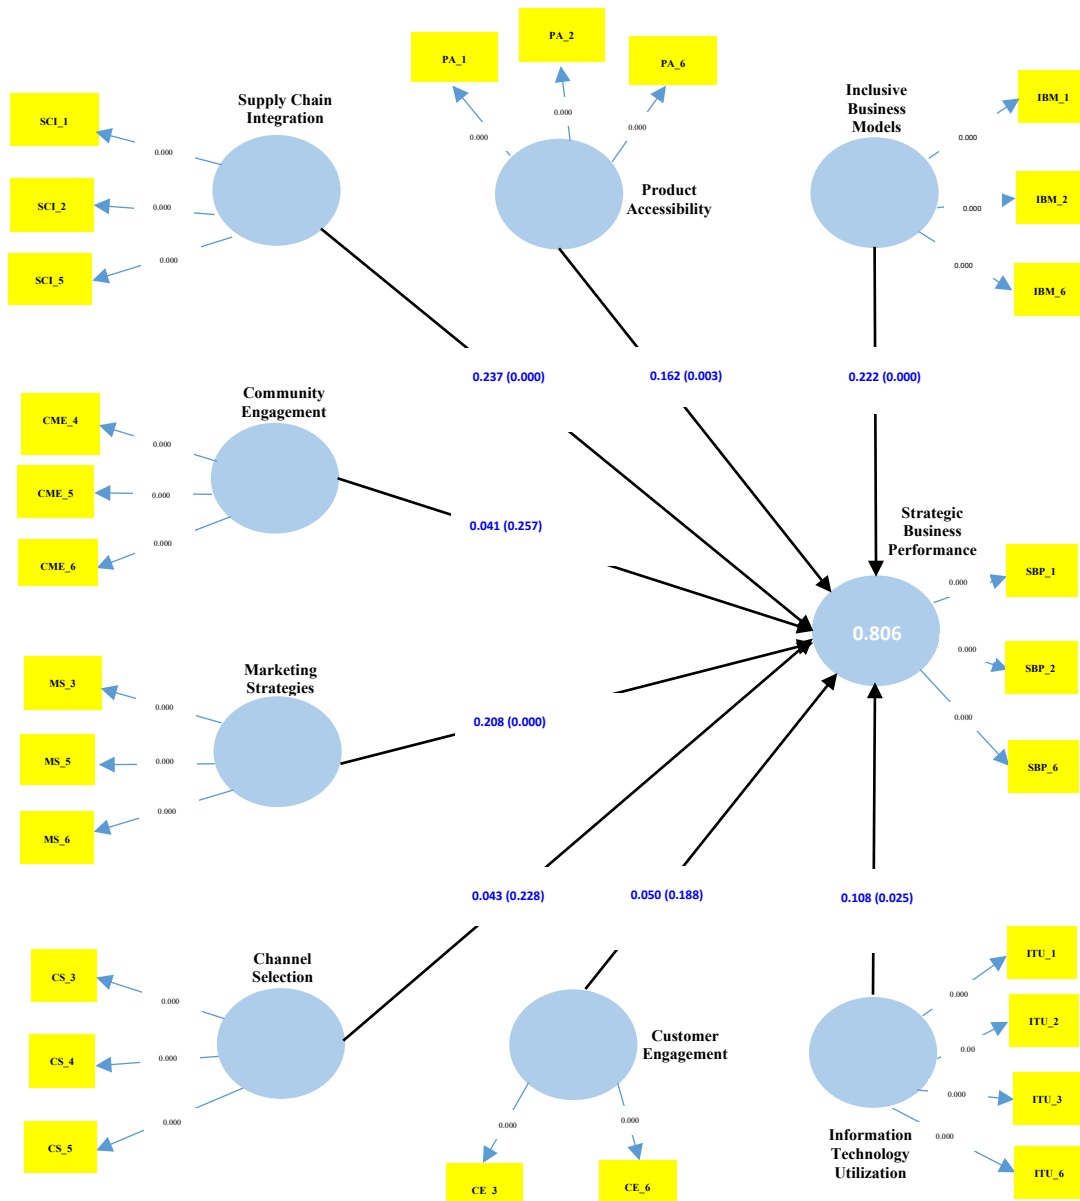 PA_1
PA_2
PA_6
0.000
0.000
0.000
Supply Chain
Integration
SCI_1
SCI_2
SCI_5
0.000
0.000
0.000
Product
Accessibility
Inclusive
Business
Models
IBM_1
IBM_2
IBM_6
0.000
0.000
0.000
0.237 (0.000)
0.162 (0.003)
0.222 (0.000)
Community
Engagement
CME_4
CME_5
CME_6
0.000
0.000
0.000
0.041 (0.257)
Strategic
Business
Performance
0.806
SBP_1
SBP_2
SBP_6
0.000
0.000
0.000
Marketing
Strategies
MS_3
MS_5
MS_6
0.000
0.000
0.000
0.208 (0.000)
0.043 (0.228)
0.050 (0.188)
0.108 (0.025)
Channel
Selection
CS_3
CS_4
CS_5
0.000
0.000
0.000
Customer
Engagement
0.000
0.000
CE_3
CE_6
ITU_1
ITU_2
ITU_3
ITU_6
0.000
0.00
0.000
0.000
Information
Technology
Utilization